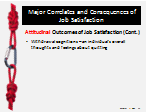 Major Correlates and Consequences of
Job Satisfaction
Attitudinal Outcomes of Job Satisfaction (Cont.)
• Withdrawal cognitions – an individual's overall
thoughts and feelings about quitting